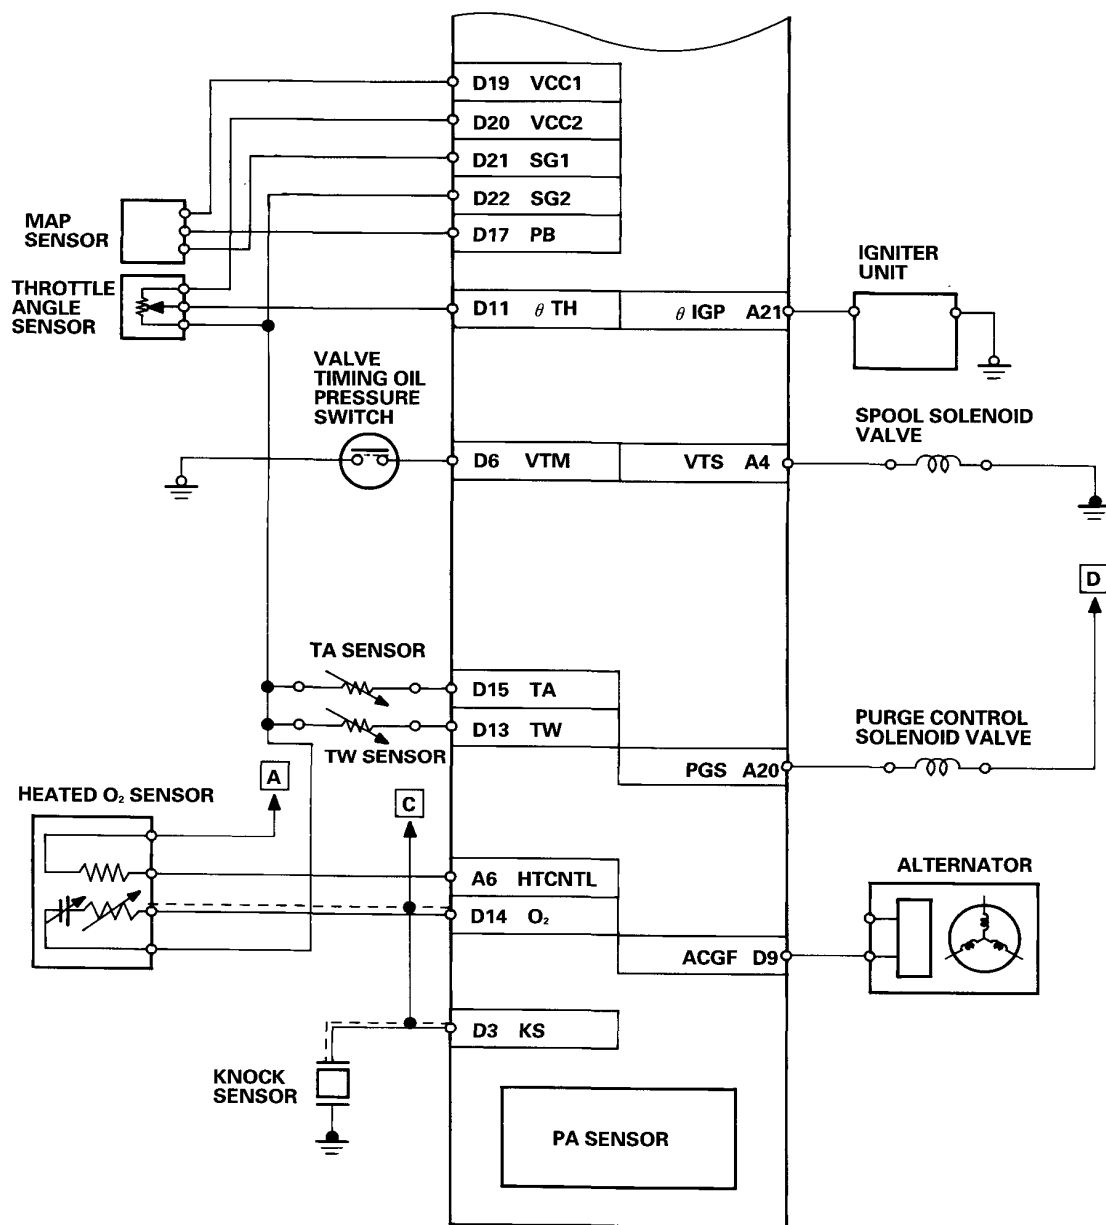 D19 VCC1
D20 VCC2
D21 SG1
D22 SG2
D17 PB
MAP
SENSOR
THROTTLE
ANGLE
SENSOR
D11 θ TH
θ IGP A21
IGNITER
UNIT
VALVE
TIMING OIL
PRESSURE
SWITCH
D6 VTM
VTS A4
SPOOL SOLENOID
VALVE
D
TA SENSOR
D15 TA
D13 TW
TW SENSOR
PGS A20
PURGE CONTROL
SOLENOID VALVE
A
C
HEATED O₂ SENSOR
A6 HTCNTL
D14 O₂
ACGF D9
ALTERNATOR
D3 KS
KNOCK
SENSOR
PA SENSOR